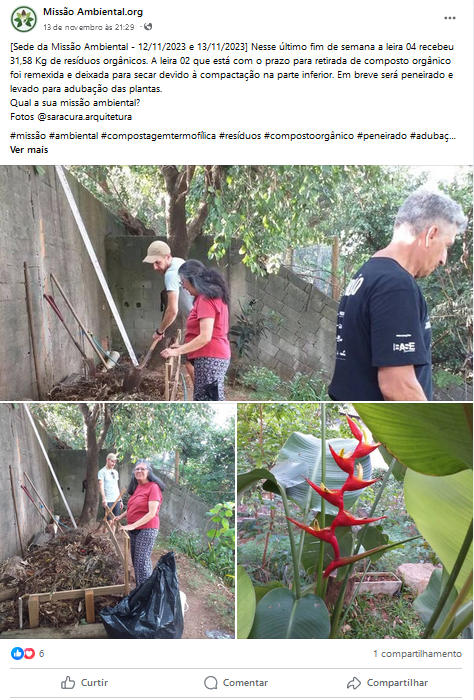 Missão Ambiental.org
13 de novembro às 21:29 ·
[Sede da Missão Ambiental - 12/11/2023 e 13/11/2023] Nesse último fim de semana a leira 04 recebeu
31,58 Kg de resíduos orgânicos. A leira 02 que está com o prazo para retirada de composto orgânico
foi remexida e deixada para secar devido à compactação na parte inferior. Em breve será peneirado e
levado para adubação das plantas.
Qual a sua missão ambiental?
Fotos @saracura.arquitetura
#missão #ambiental #compostagemtermofílica #resíduos #compostoorgânico #peneirado #adubaç...
Ver mais
6
1 compartilhamento
Curtir
Comentar
Compartilhar